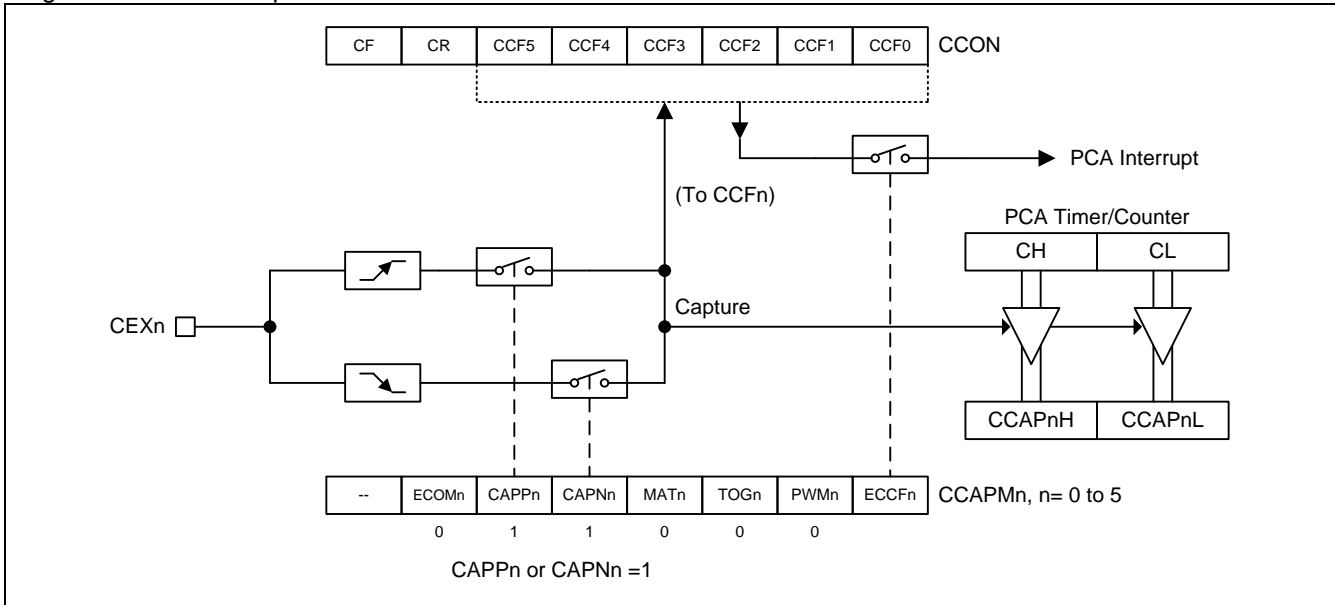 CF CR CCF5 CCF4 CCF3 CCF2 CCF1 CCF0 CCON
PCA Interrupt
(To CCFn)
PCA Timer/Counter
CH CL
Capture
CEXn
CCAPnH CCAPnL
-- ECOMn CAPPn CAPNn MATn TOGn PWMn ECCFn CCAPMn, n= 0 to 5
0 1 1 0 0 0
CAPPn or CAPNn =1